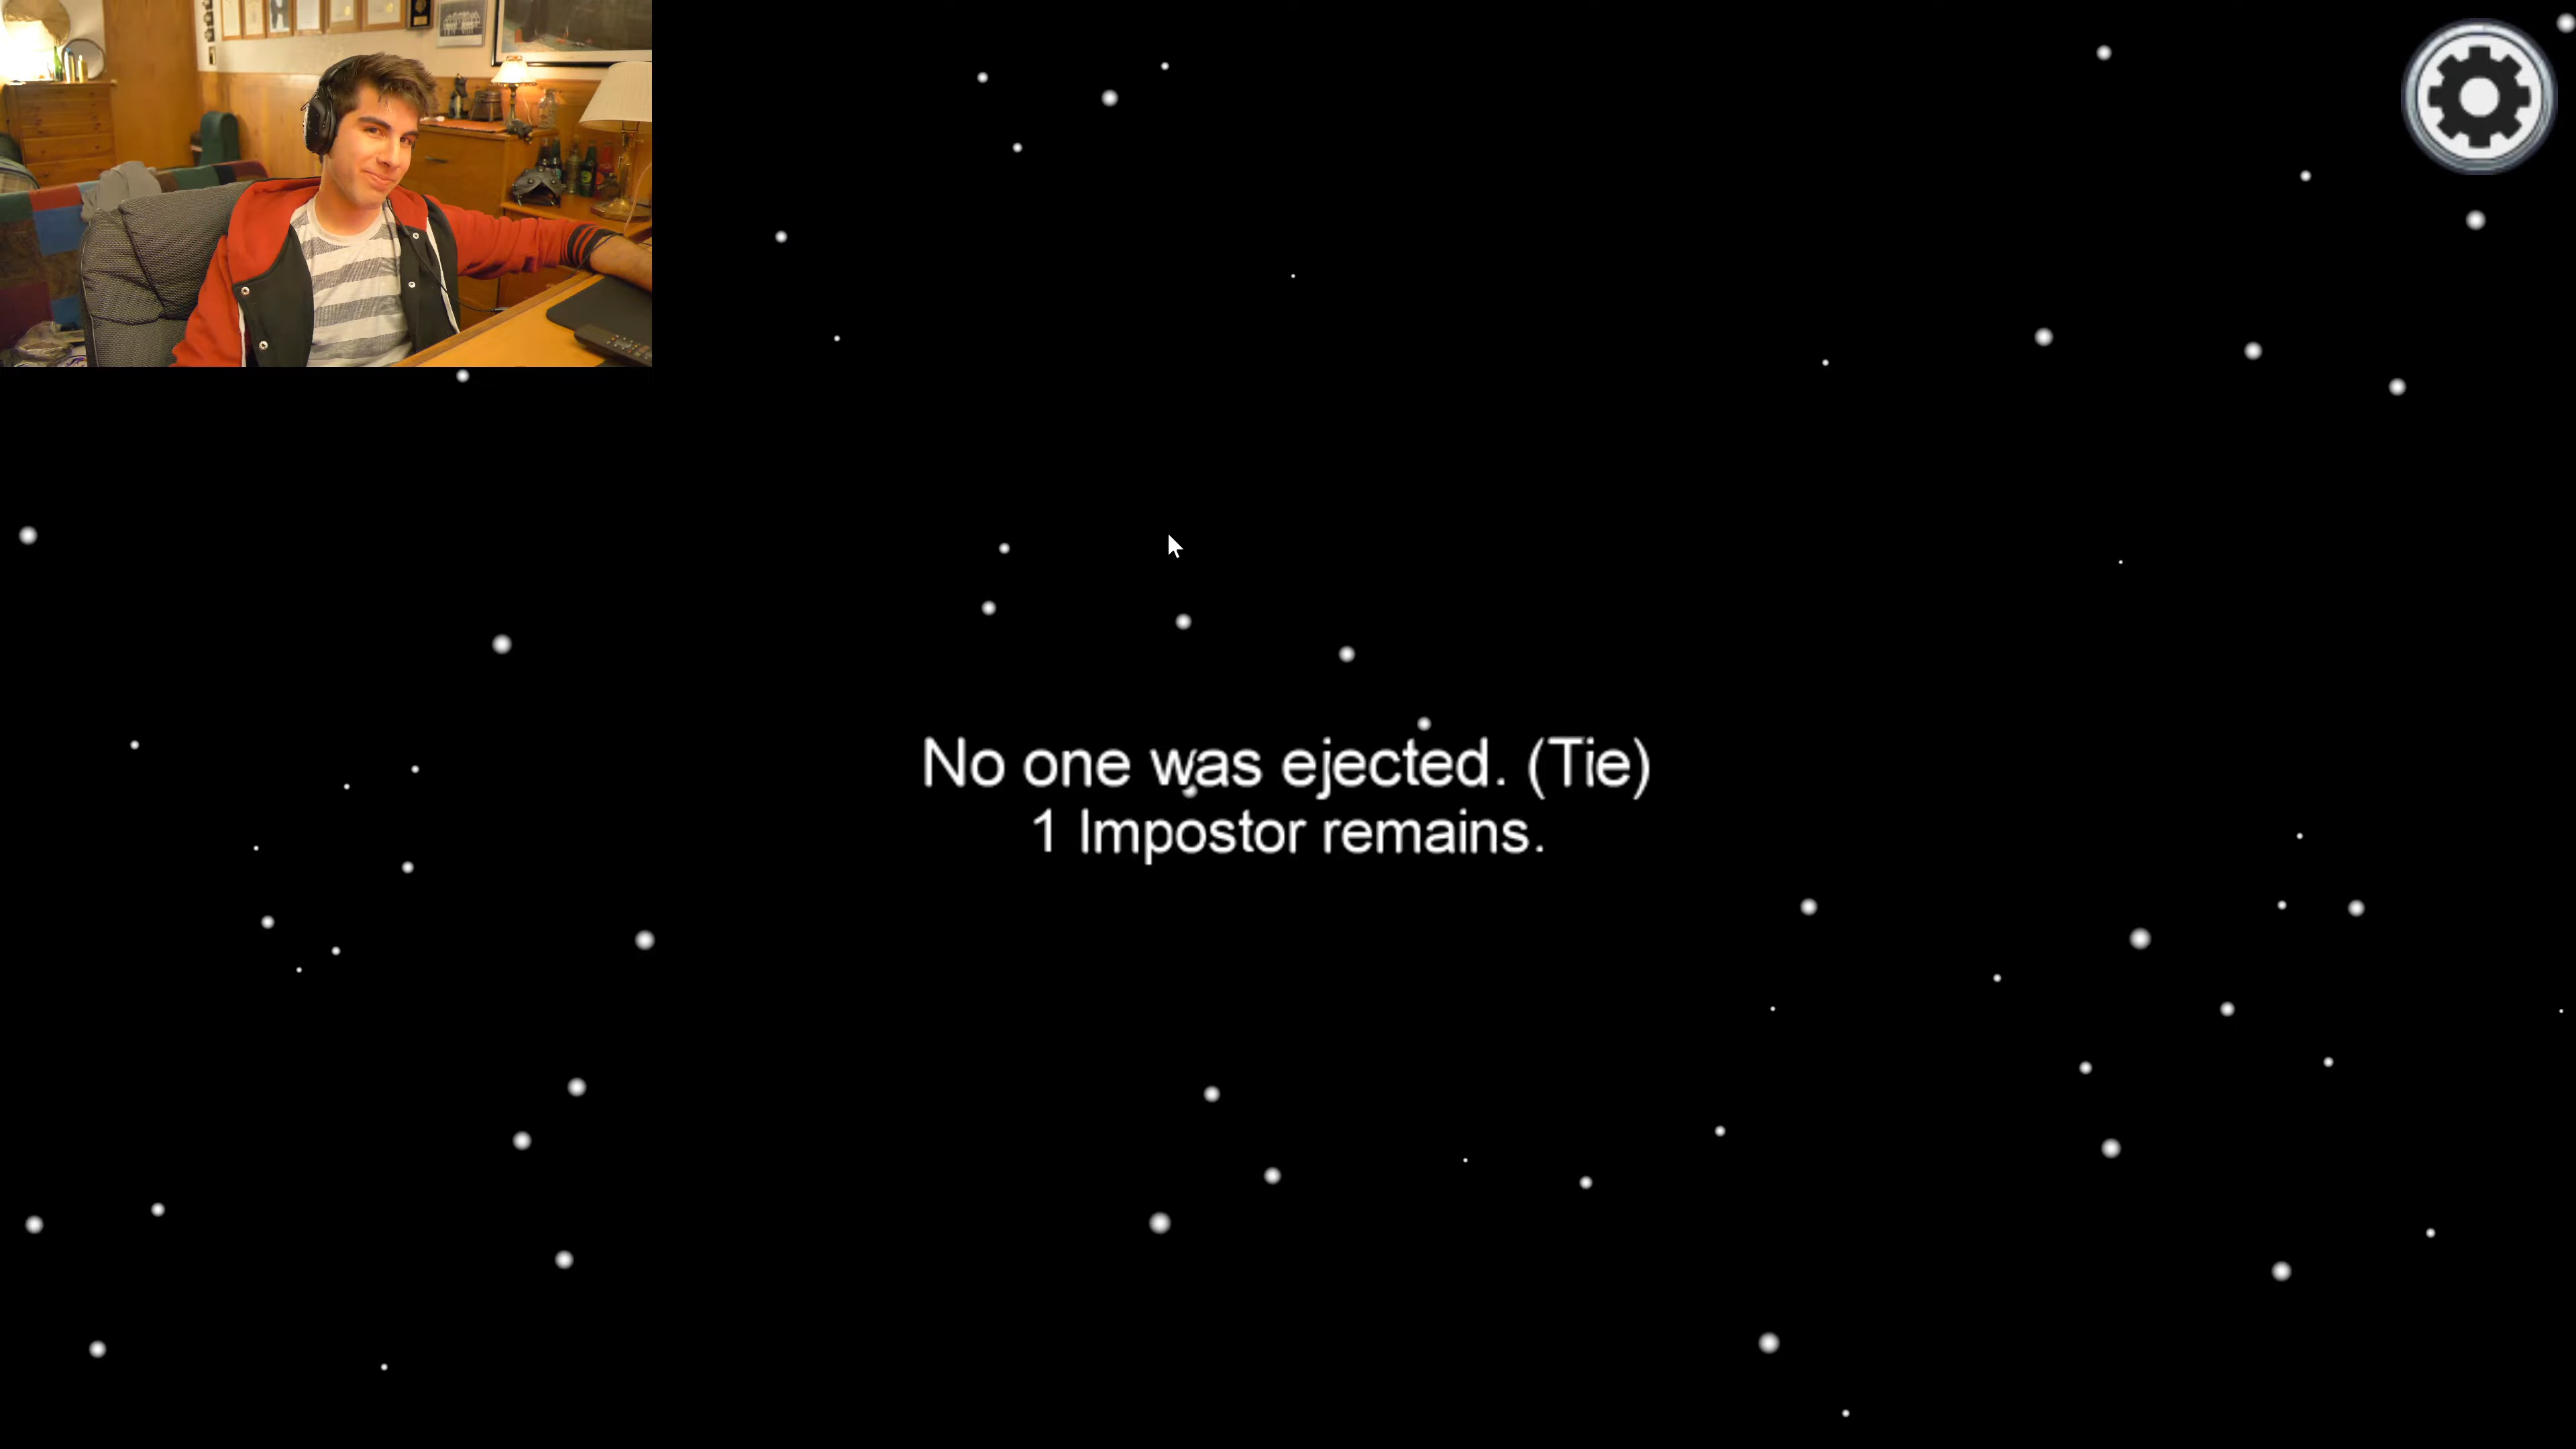 No one was ejected. (Tie)
1 Impostor remains.